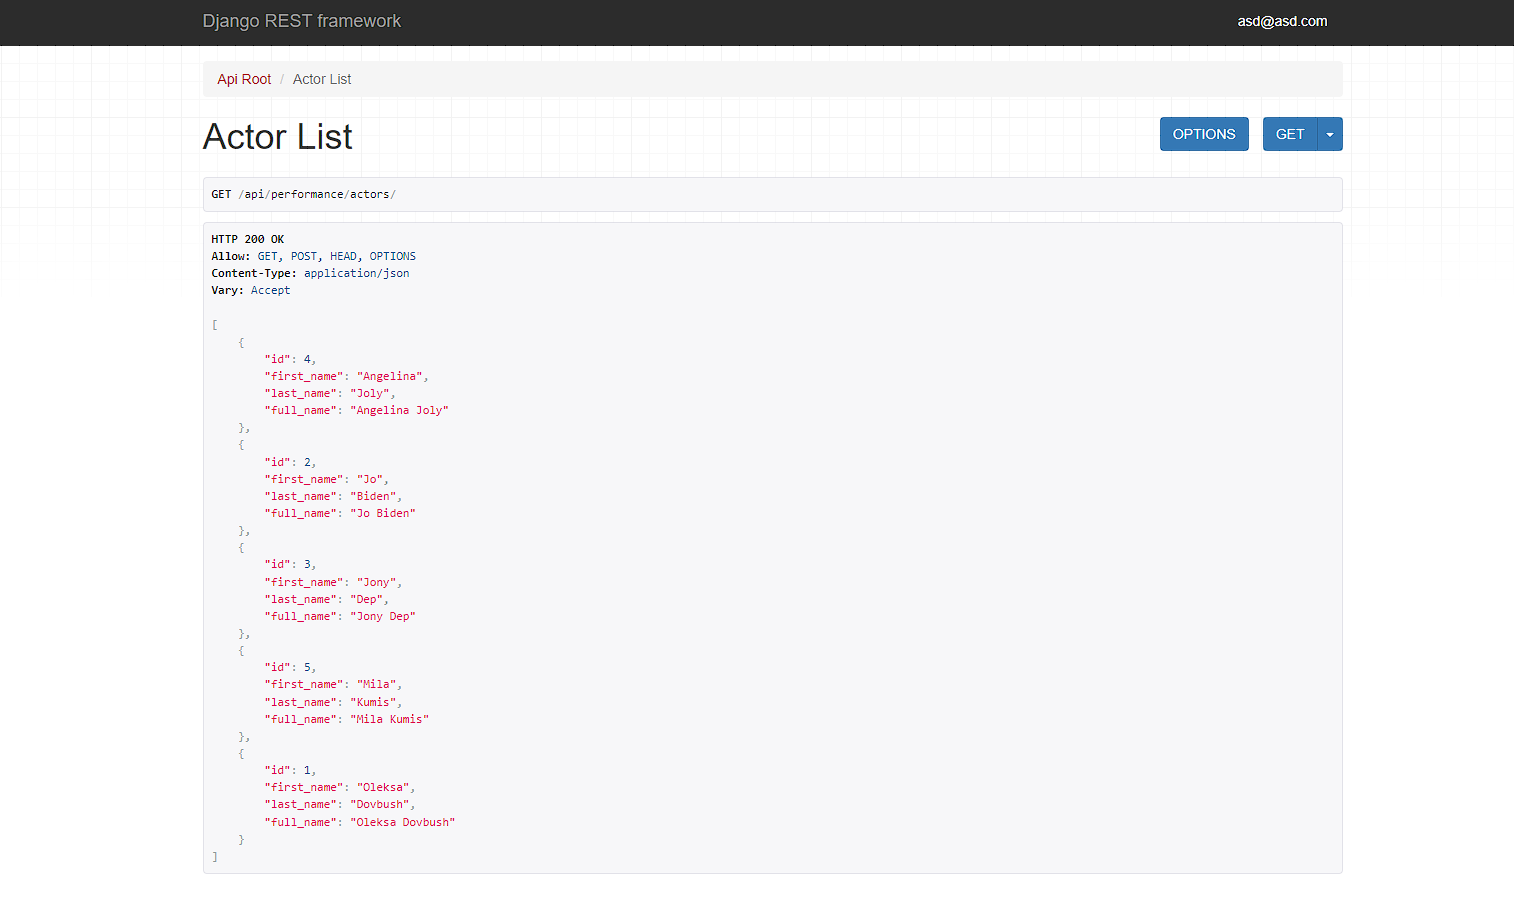 Django REST framework
asd@asd.com
Api Root / Actor List
Actor List
OPTIONS
GET
GET /api/performance/actors/
HTTP 200 OK
Allow: GET, POST, HEAD, OPTIONS
Content-Type: application/json
Vary: Accept
[
    {
        "id": 4,
        "first_name": "Angelina",
        "last_name": "Joly",
        "full_name": "Angelina Joly"
    },
    {
        "id": 2,
        "first_name": "Jo",
        "last_name": "Biden",
        "full_name": "Jo Biden"
    },
    {
        "id": 3,
        "first_name": "Jony",
        "last_name": "Dep",
        "full_name": "Jony Dep"
    },
    {
        "id": 5,
        "first_name": "Mila",
        "last_name": "Kumis",
        "full_name": "Mila Kumis"
    },
    {
        "id": 1,
        "first_name": "Oleksa",
        "last_name": "Dovbush",
        "full_name": "Oleksa Dovbush"
    }
]